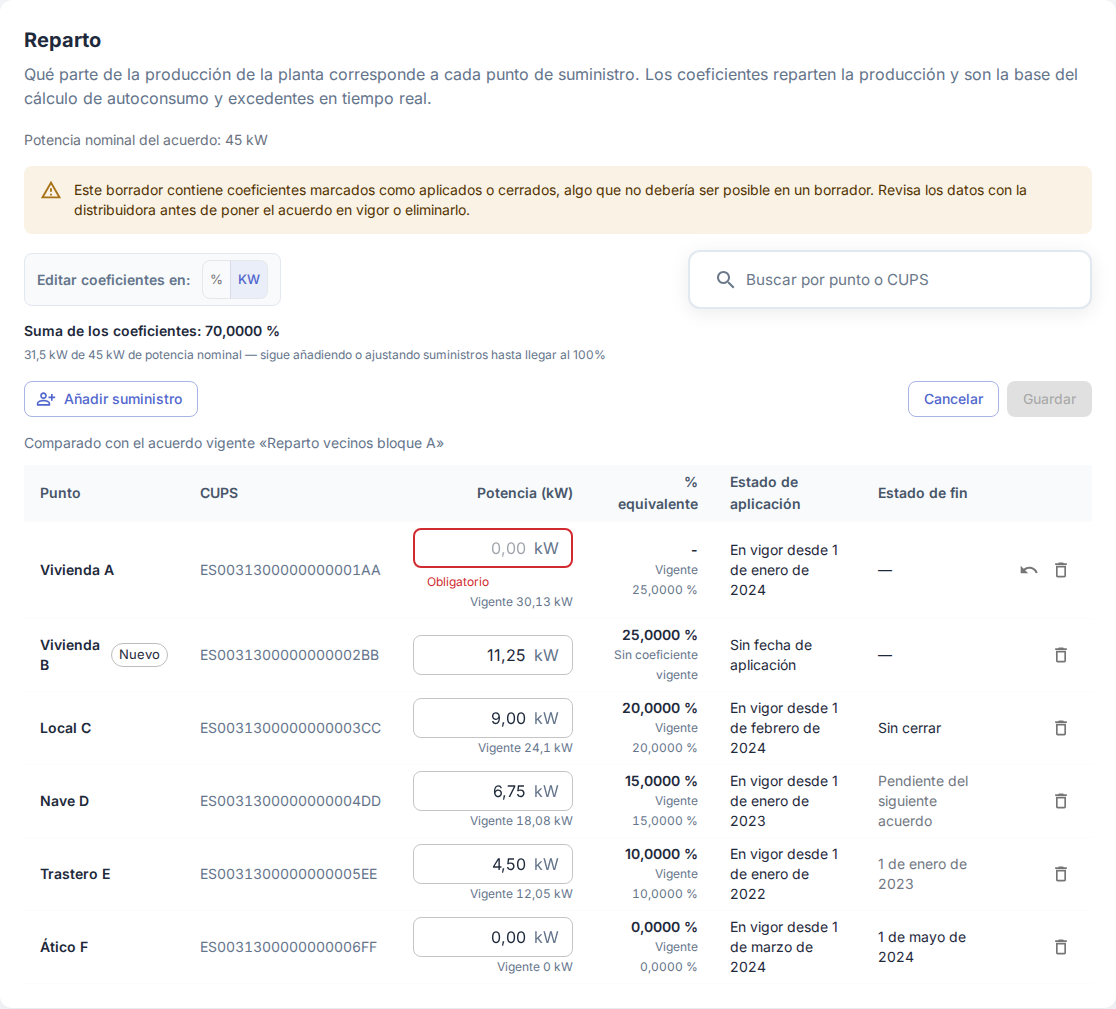 Reparto
Qué parte de la producción de la planta corresponde a cada punto de suministro. Los coeficientes reparten la producción y son la base del
cálculo de autoconsumo y excedentes en tiempo real.
Potencia nominal del acuerdo: 45 kW
Este borrador contiene coeficientes marcados como aplicados o cerrados, algo que no debería ser posible en un borrador. Revisa los datos con la
distribuidora antes de poner el acuerdo en vigor o eliminarlo.
Editar coeficientes en: % KW
Buscar por punto o CUPS
Suma de los coeficientes: 70,0000 %
31,5 kW de 45 kW de potencia nominal — sigue añadiendo o ajustando suministros hasta llegar al 100%
Añadir suministro
Cancelar
Guardar
Comparado con el acuerdo vigente «Reparto vecinos bloque A»
Punto
CUPS
Potencia (kW)
%
equivalente
Estado de
aplicación
Estado de fin
Vivienda A
ES0031300000000001AA
0,00 kW
Obligatorio
Vigente 30,13 kW
-
Vigente
25,0000 %
En vigor desde 1
de enero de
2024
—
Vivienda
B
Nuevo
ES0031300000000002BB
11,25 kW
25,0000 %
Sin coeficiente
vigente
Sin fecha de
aplicación
—
Local C
ES0031300000000003CC
9,00 kW
Vigente 24,1 kW
20,0000 %
Vigente
20,0000 %
En vigor desde 1
de febrero de
2024
Sin cerrar
Nave D
ES0031300000000004DD
6,75 kW
Vigente 18,08 kW
15,0000 %
Vigente
15,0000 %
En vigor desde 1
de enero de
2023
Pendiente del
siguiente
acuerdo
Trastero E
ES0031300000000005EE
4,50 kW
Vigente 12,05 kW
10,0000 %
Vigente
10,0000 %
En vigor desde 1
de enero de
2022
1 de enero de
2023
Ático F
ES0031300000000006FF
0,00 kW
Vigente 0 kW
0,0000 %
Vigente
0,0000 %
En vigor desde 1
de marzo de
2024
1 de mayo de
2024